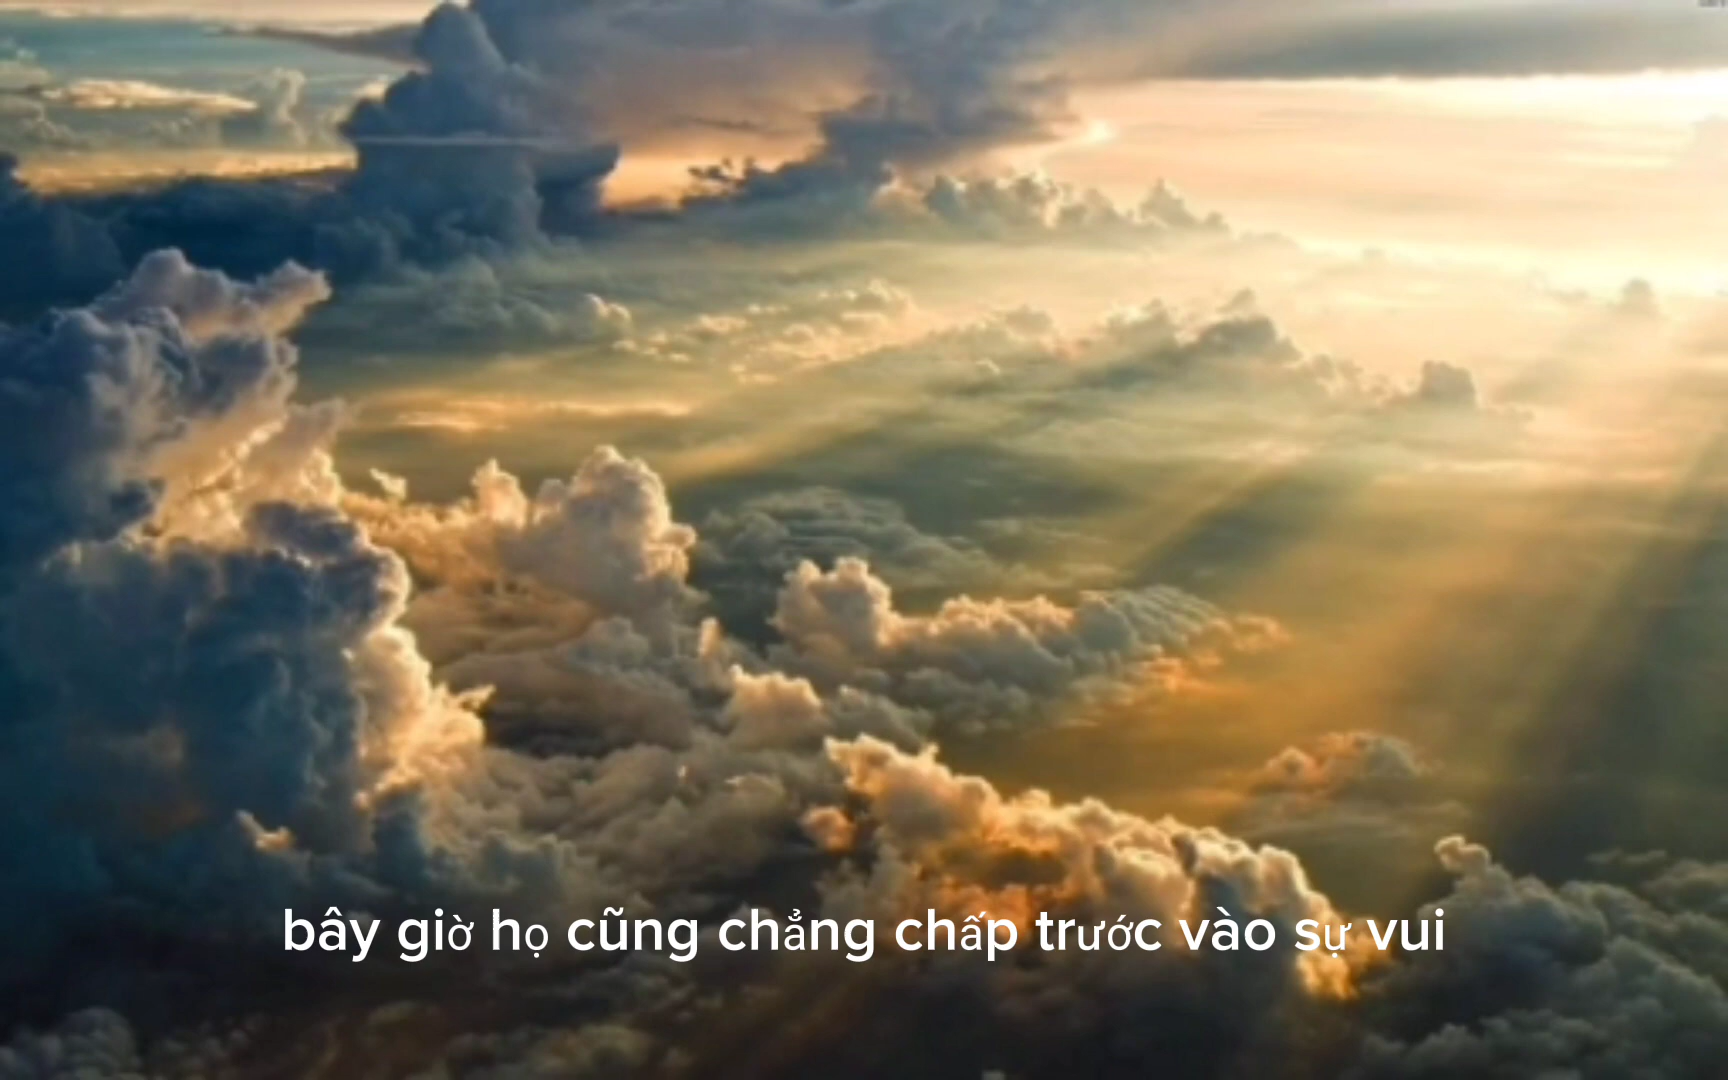 bây giờ họ cũng chẳng chấp trước vào sự vui